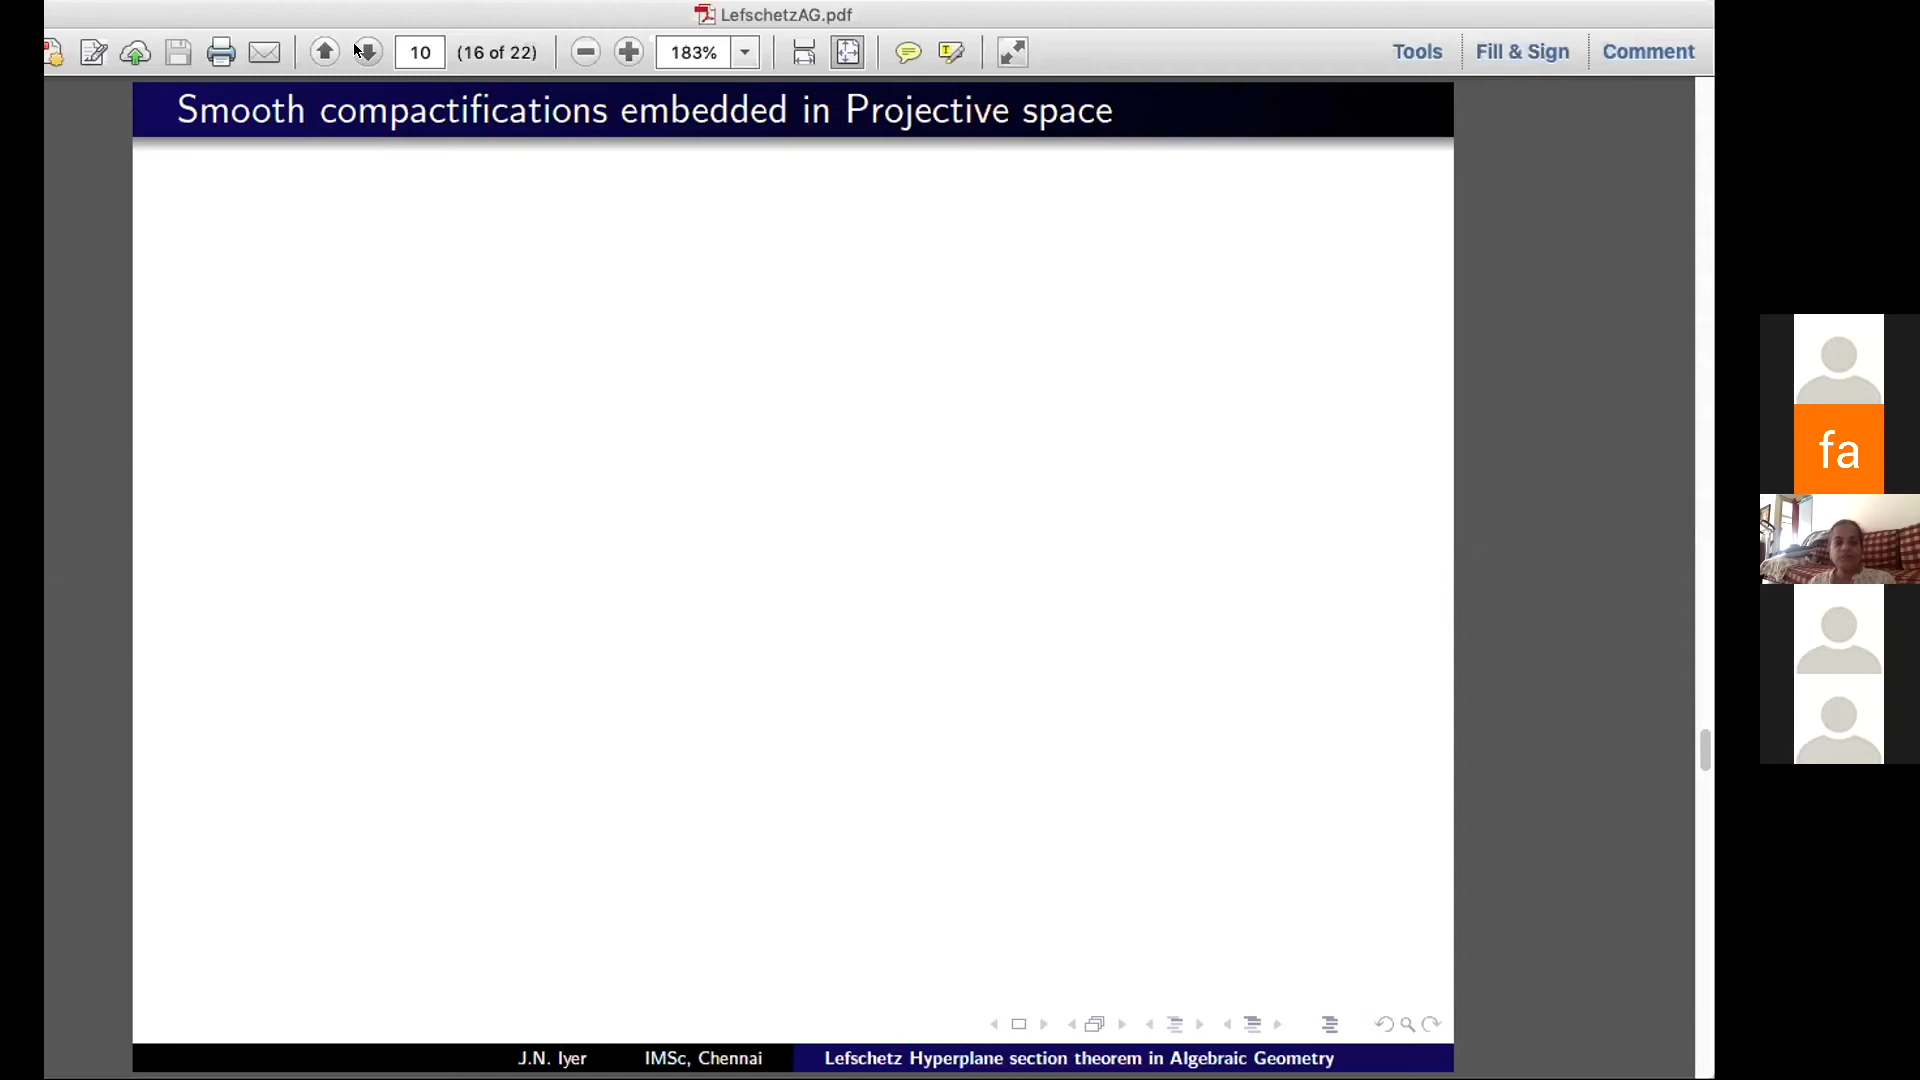 LefschetzAG.pdf
10 (16 of 22) 183% Tools Fill & Sign Comment
Smooth compactifications embedded in Projective space
fa
J.N. Iyer IMSc, Chennai Lefschetz Hyperplane section theorem in Algebraic Geometry